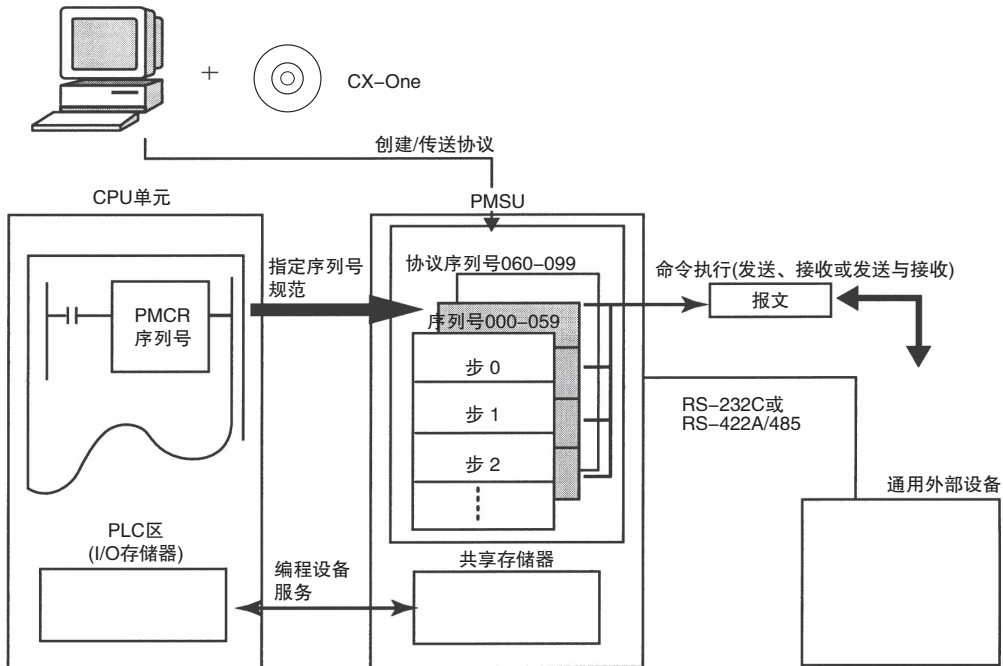 +
CX-One
创建/传送协议
CPU单元
PMSU
指定序列号
规范
协议序列号060-099
命令执行(发送、接收或发送与接收)
报文
PMCR
序列号
序列号000-059
步 0
步 1
步 2
RS-232C或
RS-422A/485
通用外部设备
PLC区
(I/O存储器)
编程设备
服务
共享存储器